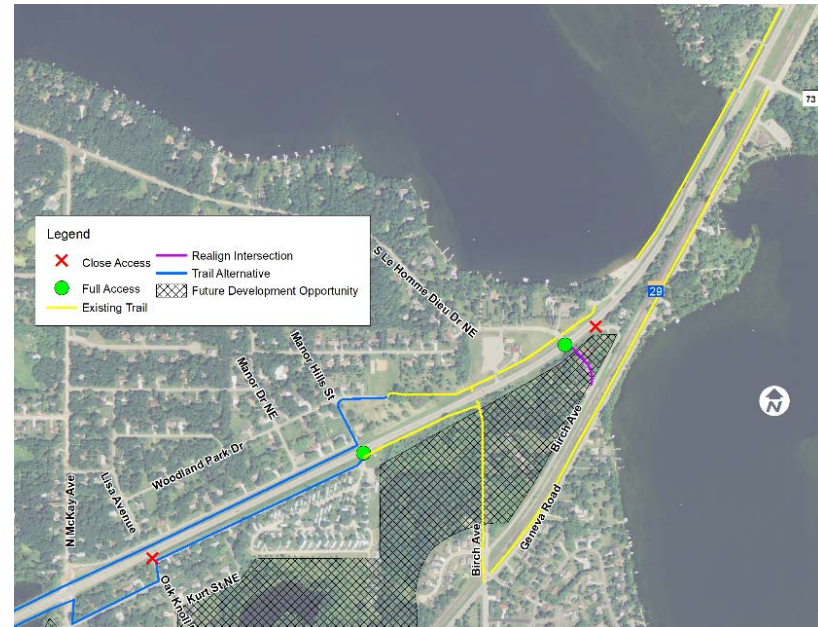 73
Legend
Close Access
Full Access
Existing Trail
Realign Intersection
Trail Alternative
Future Development Opportunity
S Le Homme Dieu Dr NE
29
Manor Hills St
Manor Dr NE
N
Woodland Park Dr
Birch Ave
Lisa Avenue
N McKay Ave
Geneva Road
Birch Ave
Kurt St NE
Oak Knoll